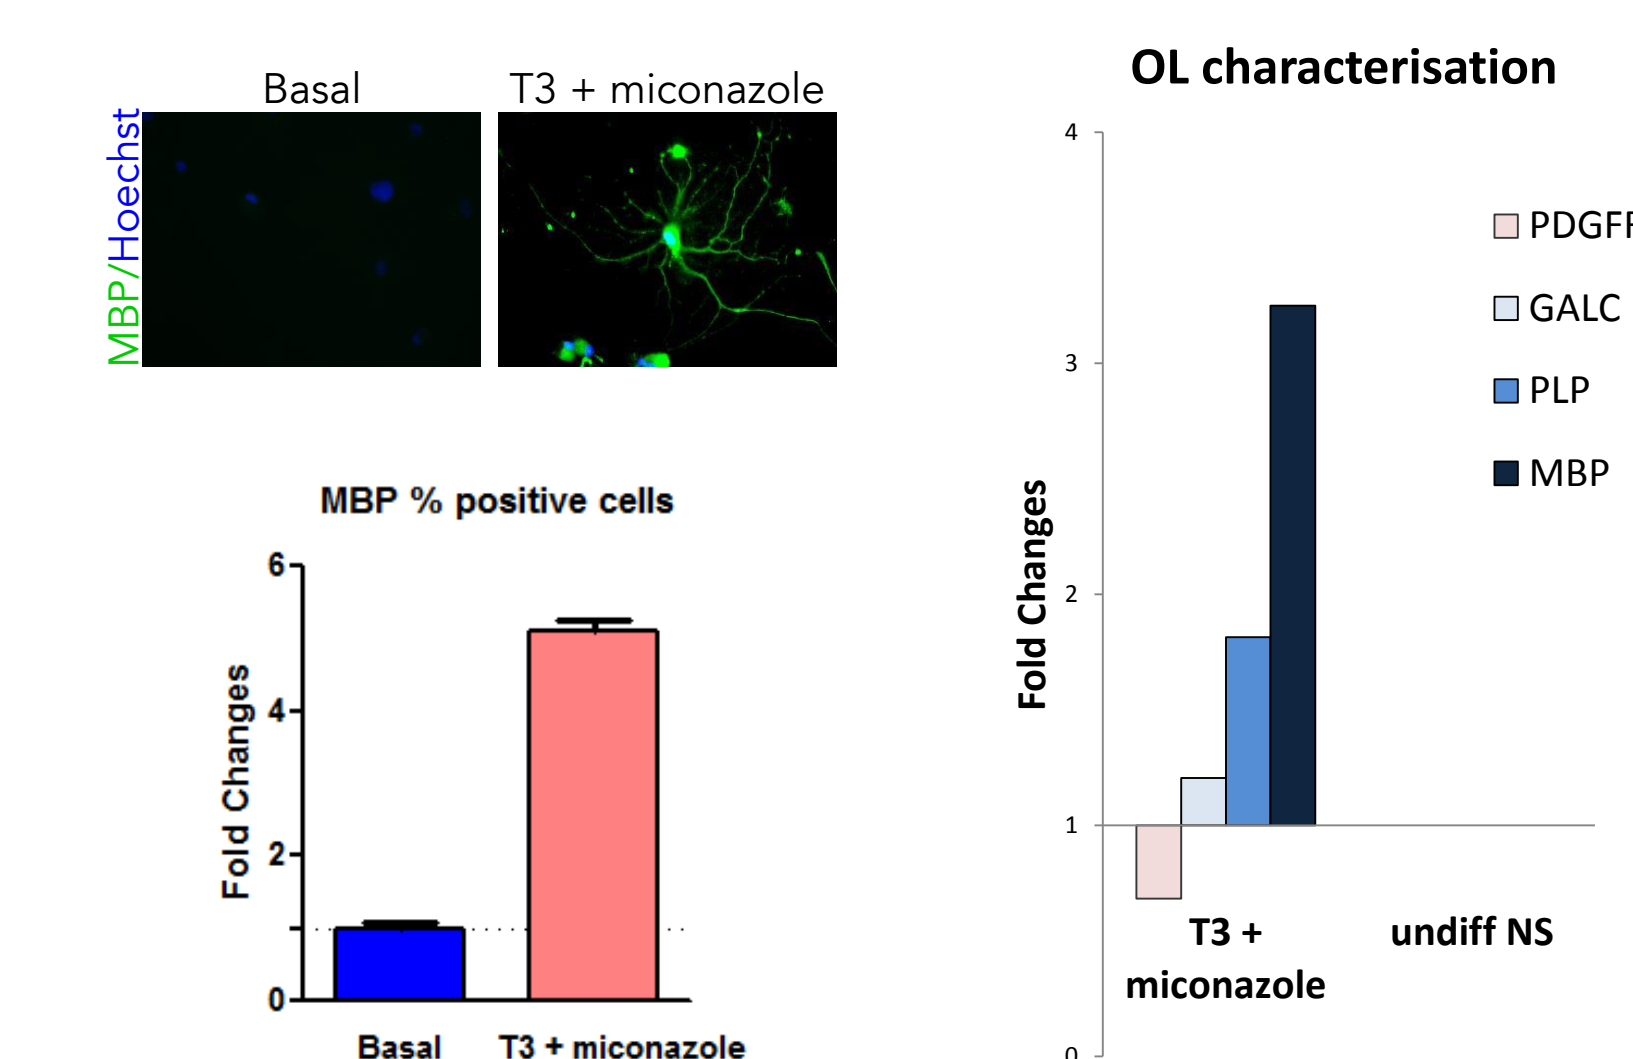 Basal
T3 + miconazole
MBP/Hoechst
MBP % positive cells
Fold Changes
6
4
2
0
Basal
T3 + miconazole
OL characterisation
Fold Changes
4
3
2
1
0
PDGF
GALC
PLP
MBP
T3 +
miconazole
undiff NS